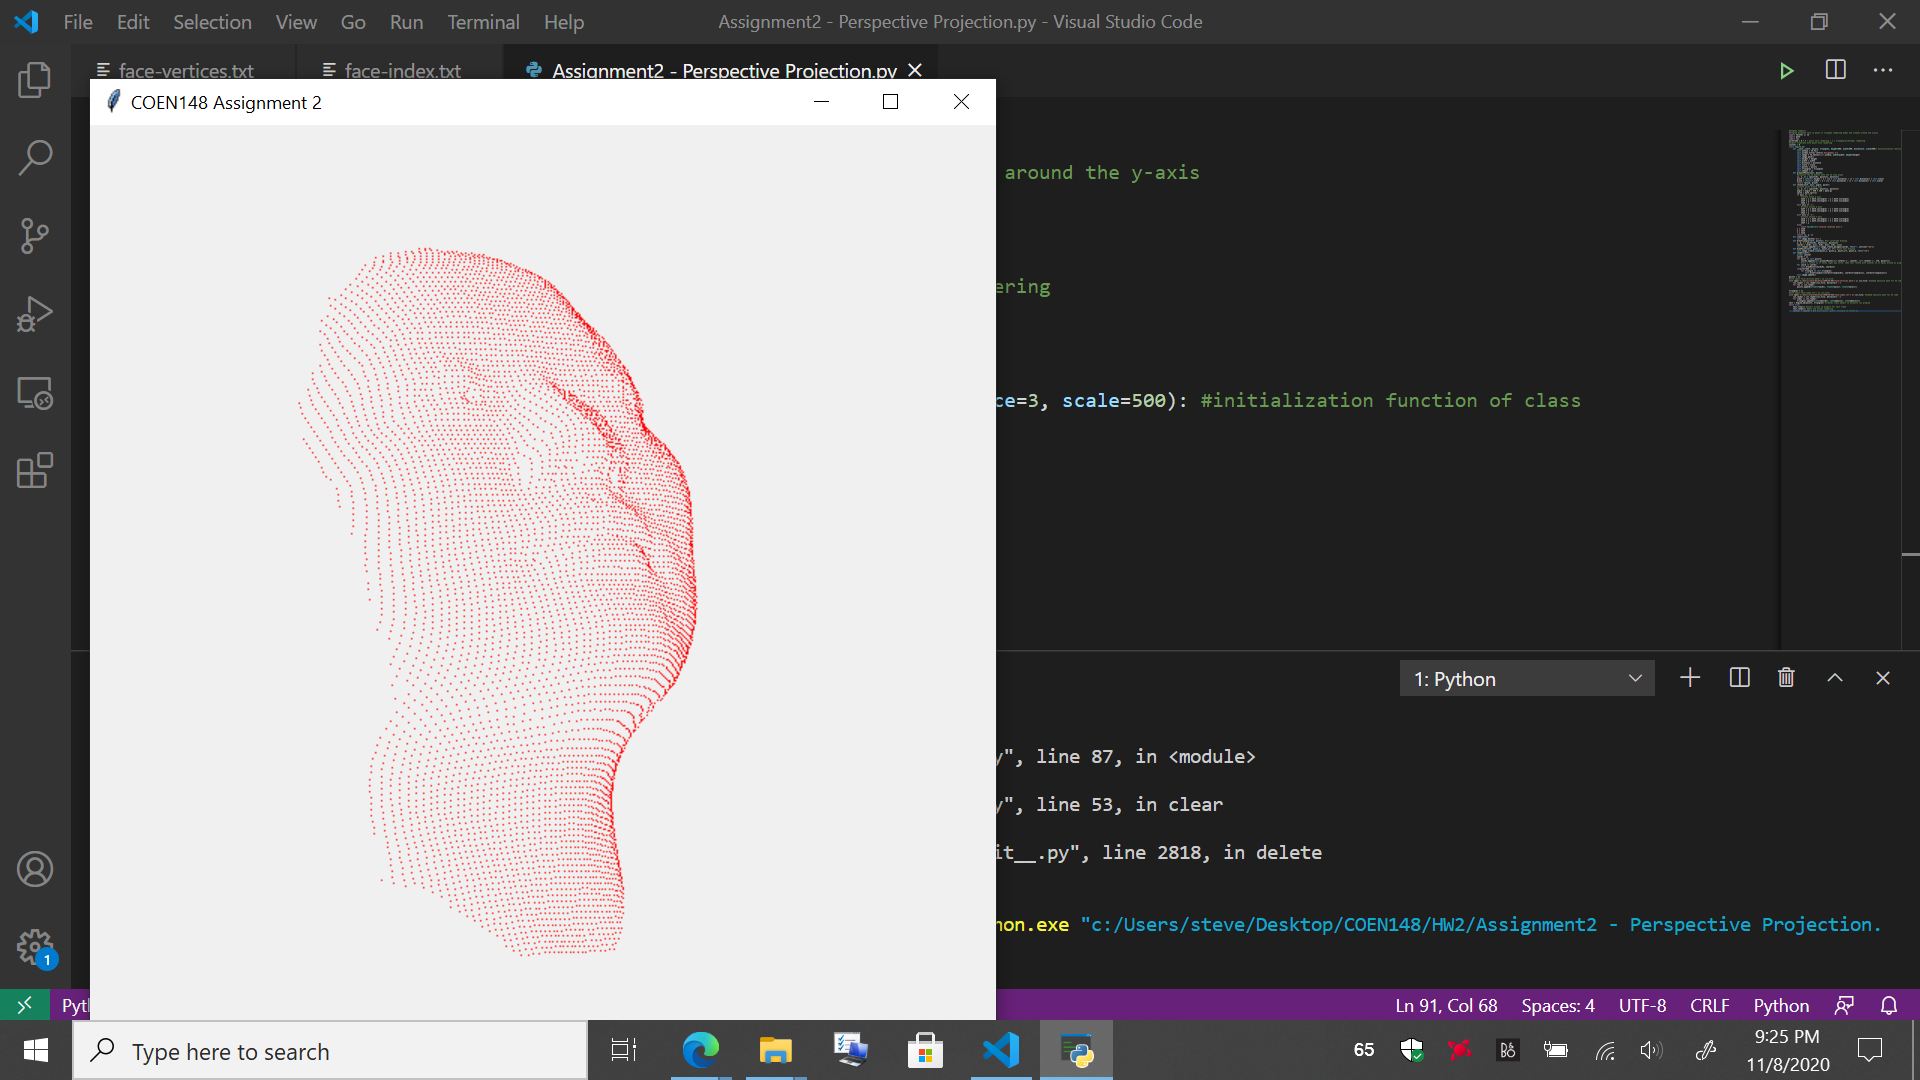 File Edit Selection View Go Run Terminal Help
Assignment2 - Perspective Projection.py - Visual Studio Code
face-vertices.txt
face-index.txt
Assignment2 - Perspective Projection.py
COEN148 Assignment 2
around the y-axis
ering
ce=3, scale=500): #initialization function of class
1: Python
y", line 87, in <module>
y", line 53, in clear
it__.py", line 2818, in delete
hon.exe "c:/Users/steve/Desktop/COEN148/HW2/Assignment2 - Perspective Projection.
1
Pyth
Ln 91, Col 68
Spaces: 4
UTF-8
CRLF
Python
Type here to search
65
B&O
9:25 PM
11/8/2020